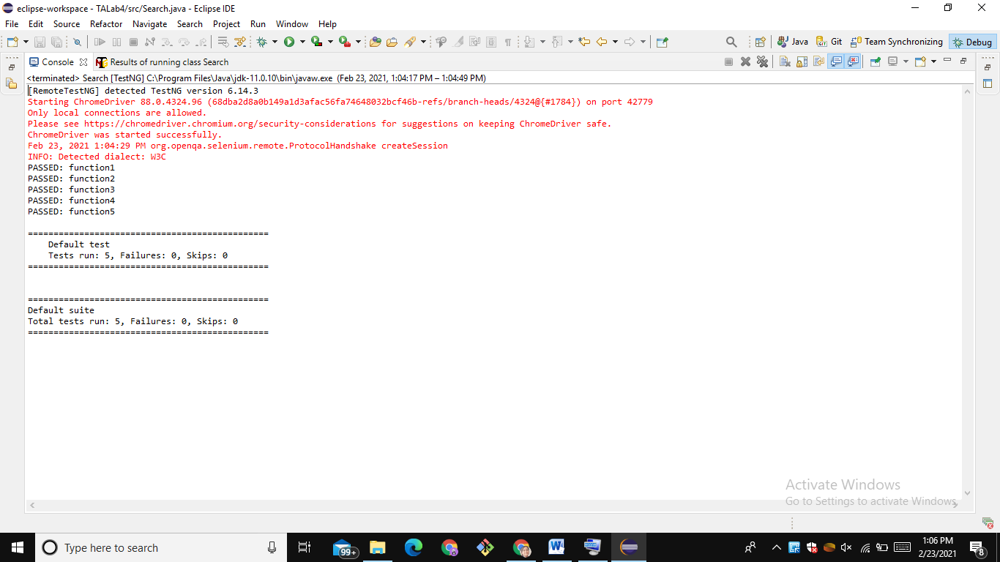 eclipse-workspace - TALab4/src/Search.java - Eclipse IDE
File Edit Source Refactor Navigate Search Project Run Window Help
Java Git Team Synchronizing Debug
Console Results of running class Search
<terminated> Search [TestNG] C:\Program Files\Java\jdk-11.0.10\bin\javaw.exe (Feb 23, 2021, 1:04:17 PM – 1:04:49 PM)
[RemoteTestNG] detected TestNG version 6.14.3
Starting ChromeDriver 88.0.4324.96 (68dba2d8a0b149a1d3afac56fa74648032bcf46b-refs/branch-heads/4324@{#1784}) on port 42779
Only local connections are allowed.
Please see https://chromedriver.chromium.org/security-considerations for suggestions on keeping ChromeDriver safe.
ChromeDriver was started successfully.
Feb 23, 2021 1:04:29 PM org.openqa.selenium.remote.ProtocolHandshake createSession
INFO: Detected dialect: W3C
PASSED: function1
PASSED: function2
PASSED: function3
PASSED: function4
PASSED: function5
===============================================
Default test
Tests run: 5, Failures: 0, Skips: 0
===============================================
===============================================
Default suite
Total tests run: 5, Failures: 0, Skips: 0
===============================================
Activate Windows
Go to Settings to activate Windows.
Type here to search
99+
1:06 PM
2/23/2021
8